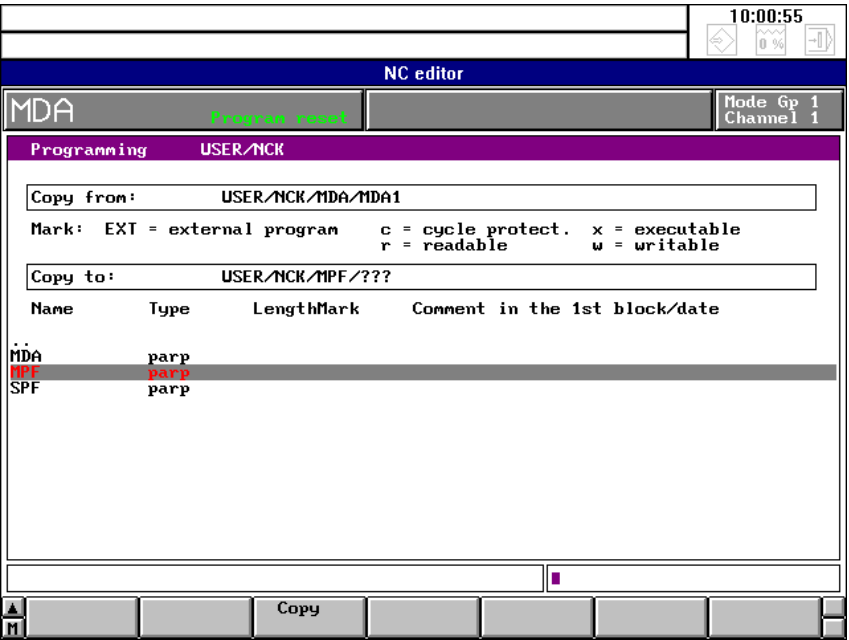 10:00:55
0 %
NC editor
MDA Program reset Mode Gp 1
Channel 1
Programming USER/NCK
Copy from: USER/NCK/MDA/MDA1
Mark: EXT = external program c = cycle protect. x = executable
r = readable w = writable
Copy to: USER/NCK/MPF/???
Name Type LengthMark Comment in the 1st block/date
..
MDA parp
MPF parp
SPF parp
Copy
M